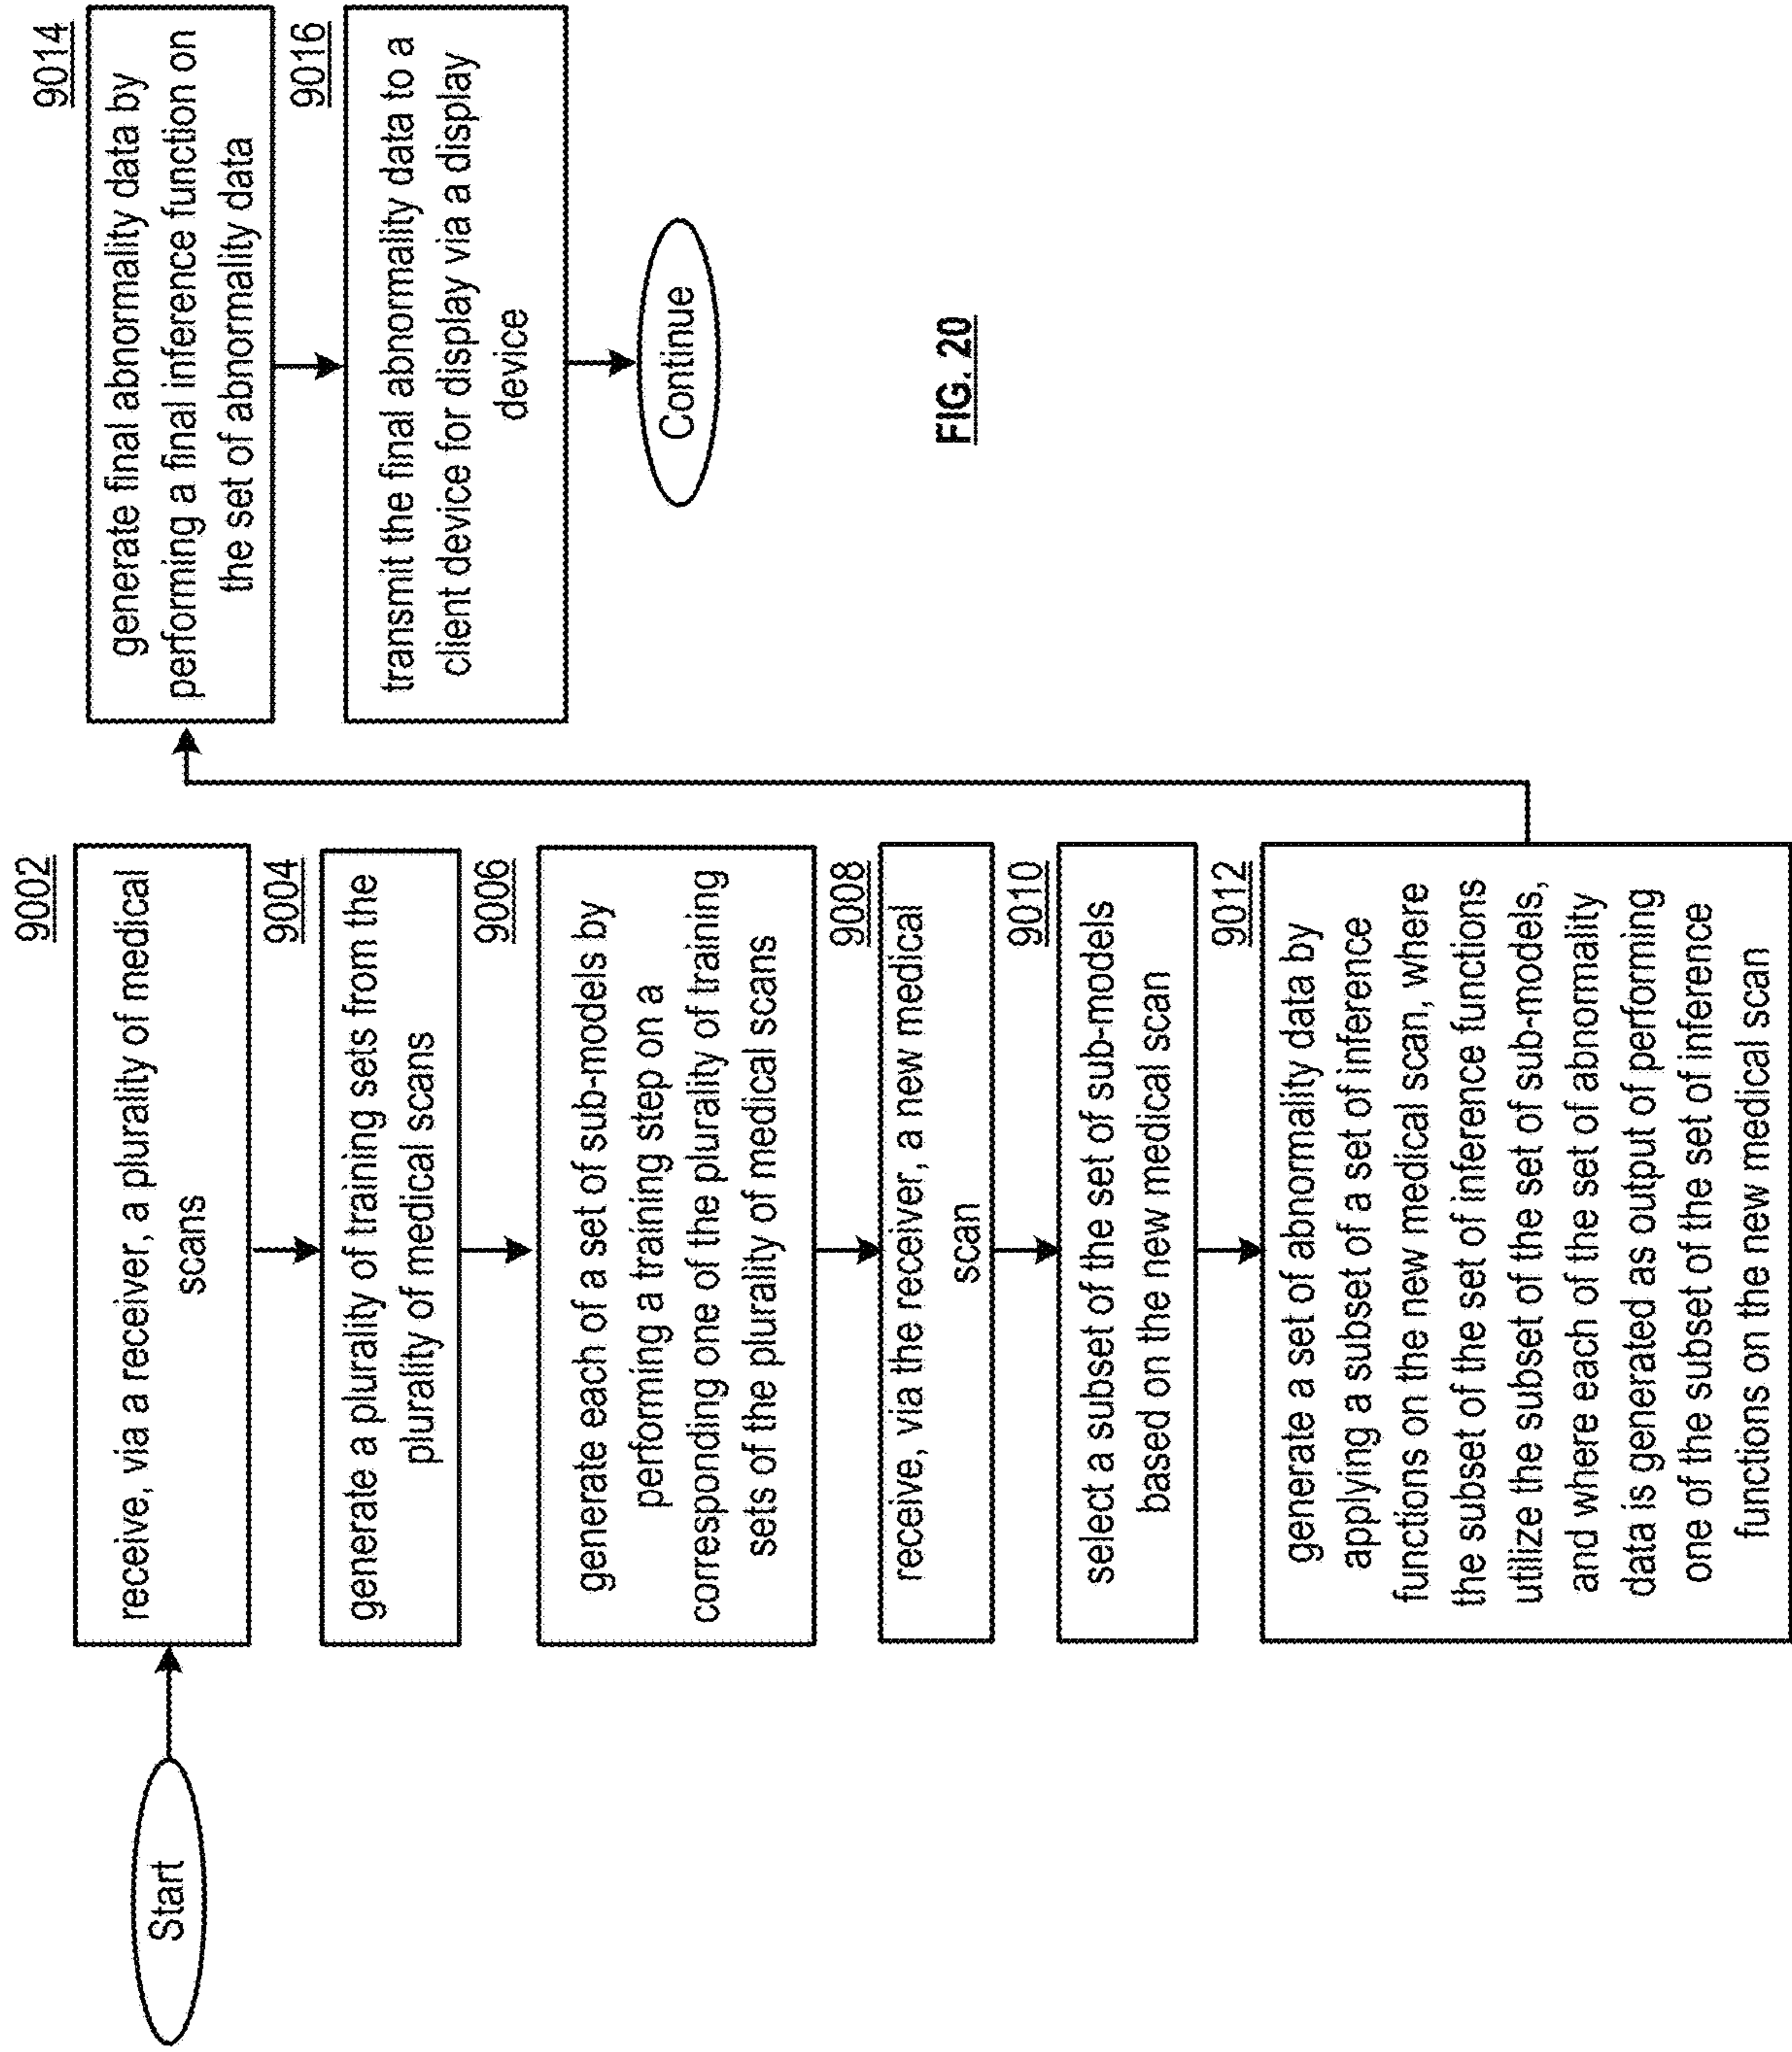 Start
9002
receive, via a receiver, a plurality of medical
scans
9004
generate a plurality of training sets from the
plurality of medical scans
9006
generate each of a set of sub-models by
performing a training step on a
corresponding one of the plurality of training
sets of the plurality of medical scans
9008
receive, via the receiver, a new medical
scan
9010
select a subset of the set of sub-models
based on the new medical scan
9012
generate a set of abnormality data by
applying a subset of a set of inference
functions on the new medical scan, where
the subset of the set of inference functions
utilize the subset of the set of sub-models,
and where each of the set of abnormality
data is generated as output of performing
one of the subset of the set of inference
functions on the new medical scan
9014
generate final abnormality data by
performing a final inference function on
the set of abnormality data
9016
transmit the final abnormality data to a
client device for display via a display
device
Continue
FIG. 20